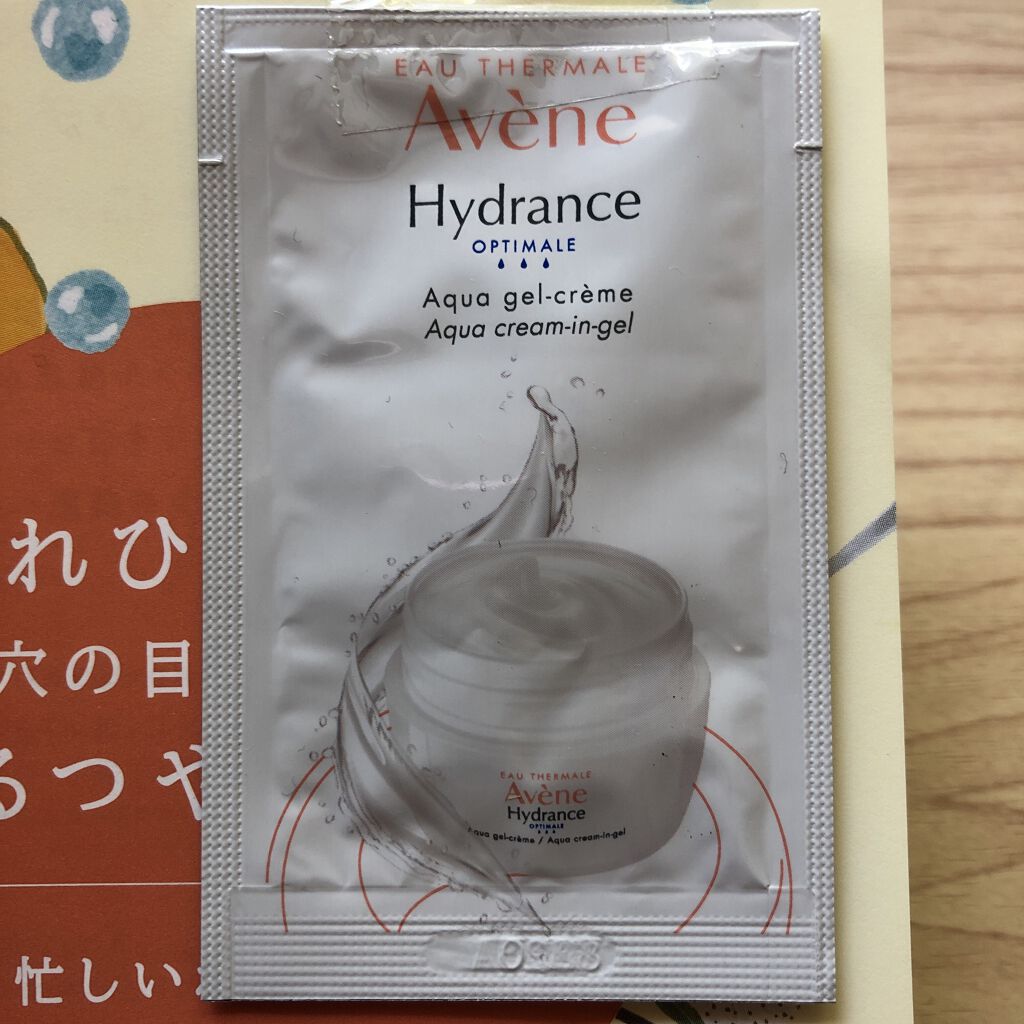 EAU THERMALE
Avène
Hydrance
OPTIMALE
Aqua gel-crème
Aqua cream-in-gel
EAU THERMALE
Avène
Hydrance
OPTIMALE
Aqua gel-crème / Aqua cream-in-gel
れひ
穴の目
るつや
忙しい